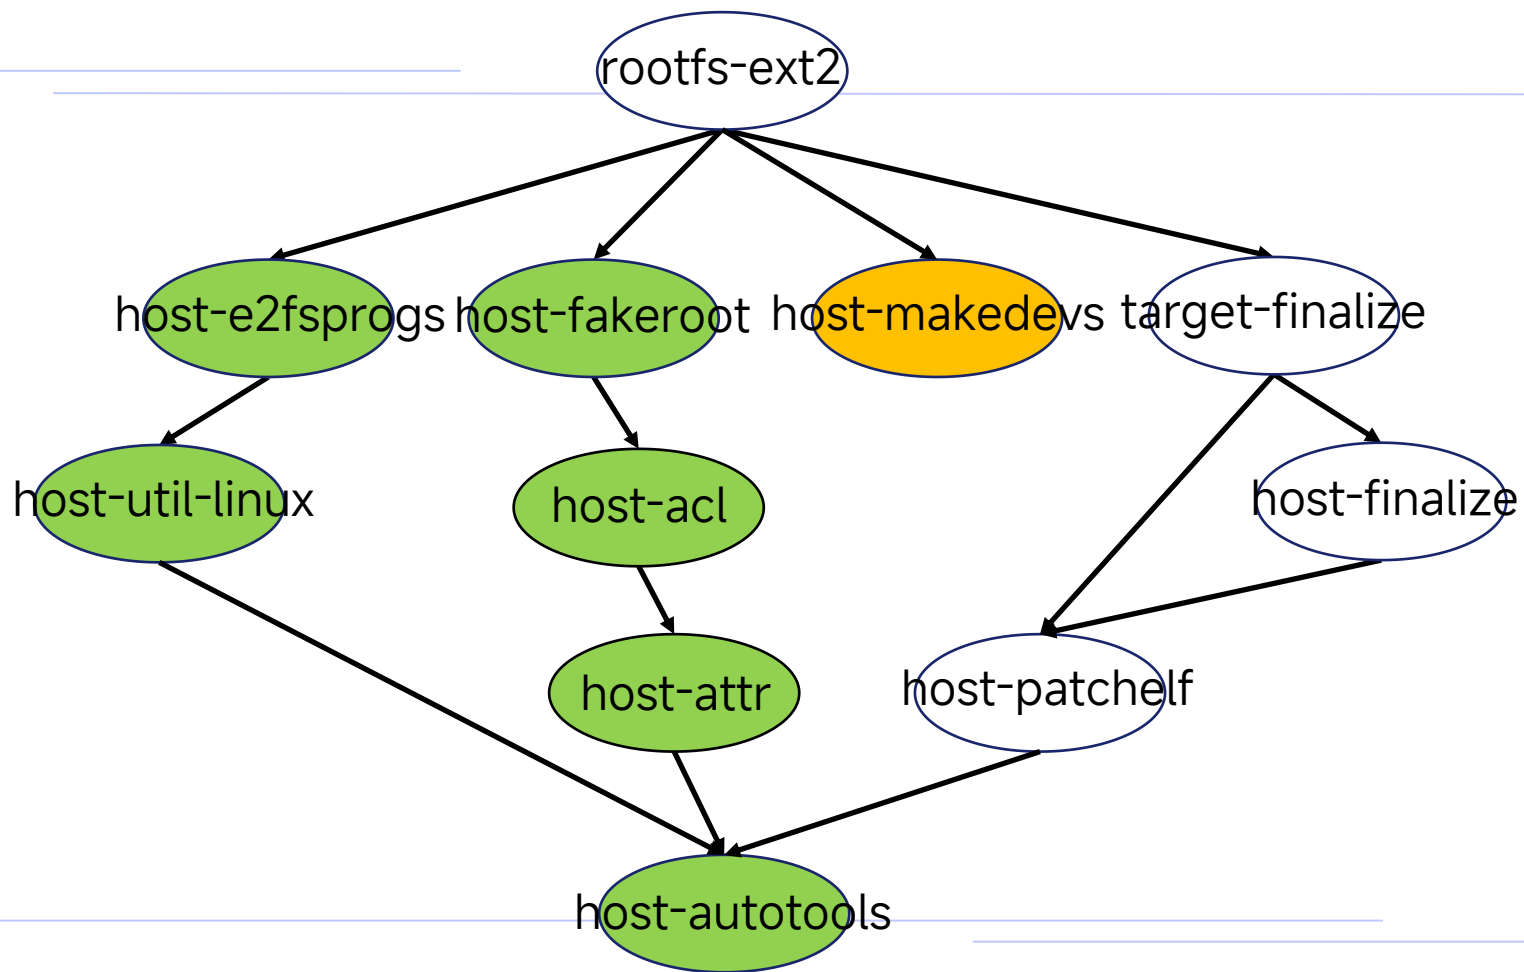 rootfs-ext2
host-e2fsprogs
host-fakeroot
host-makedevs
target-finalize
host-util-linux
host-acl
host-finalize
host-attr
host-patchelf
host-autotools